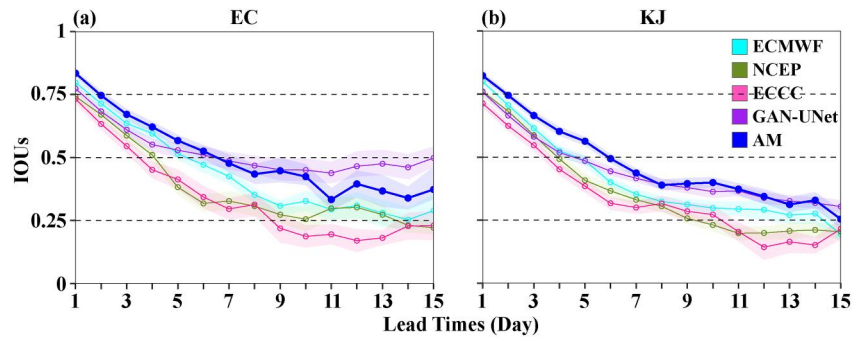 (a) EC
(b) KJ
1
0.75
0.5
0.25
0
IOUs
ECMWF
NCEP
ECCC
GAN-UNet
AM
1 3 5 7 9 11 13 15
1 3 5 7 9 11 13 15
Lead Times (Day)